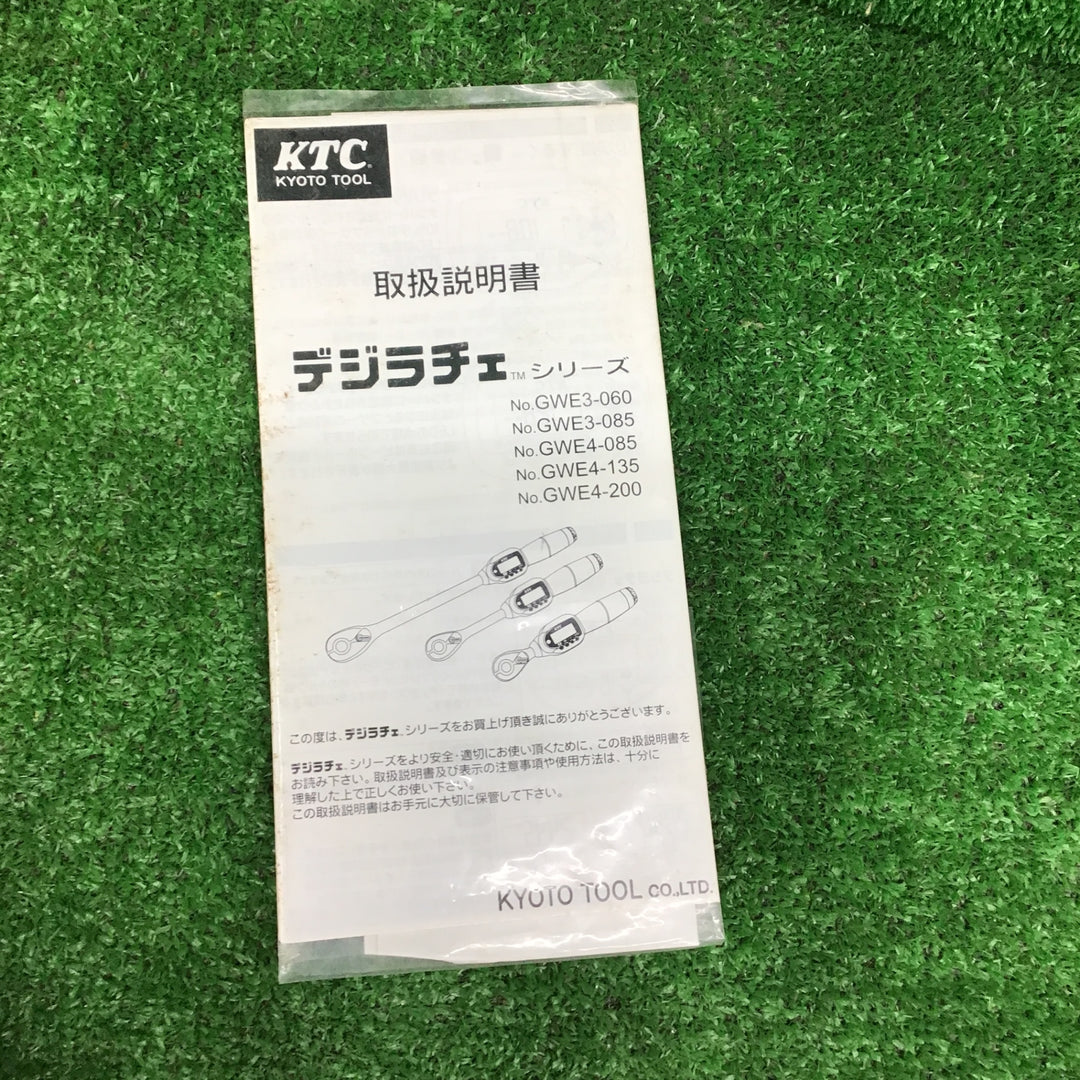 KTC
KYOTO TOOL
取扱説明書
デジラチェ™シリーズ
No.GWE3-060
No.GWE3-085
No.GWE4-085
No.GWE4-135
No.GWE4-200
この度は、デジラチェ™シリーズをお買上げ頂き誠にありがとうございます。
デジラチェ™シリーズをより安全・適切にお使い頂くために、この取扱説明書を
お読み下さい。取扱説明書及び表示の注意事項や使用方法は、十分に
理解した上で正しくお使い下さい。
この取扱説明書はお手元に大切に保管して下さい。
KYOTO TOOL CO.,LTD.